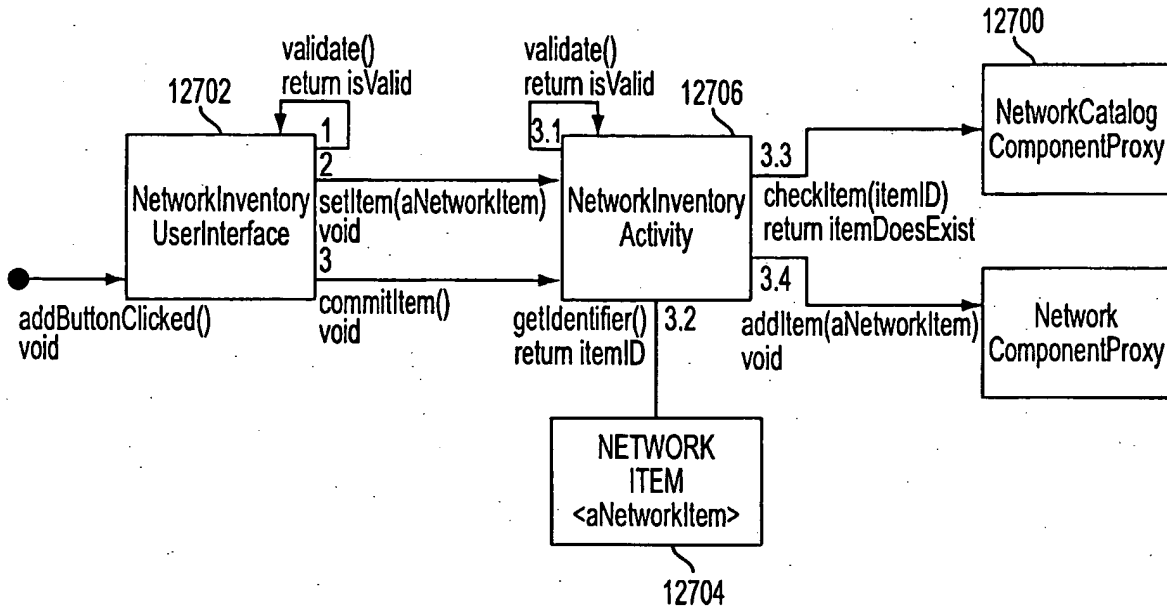 12700
validate()
return isValid
validate()
return isValid
12702
12706
1
2
3.1
3.3
NetworkCatalog
ComponentProxy
NetworkInventory
UserInterface
setItem(aNetworkItem)
void
NetworkInventory
Activity
checkItem(itemID)
return itemDoesExist
3
3.4
addButtonClicked()
void
commitItem()
void
getIdentifier()
return itemID
3.2
addItem(aNetworkItem)
void
Network
ComponentProxy
NETWORK
ITEM
<aNetworkItem>
12704